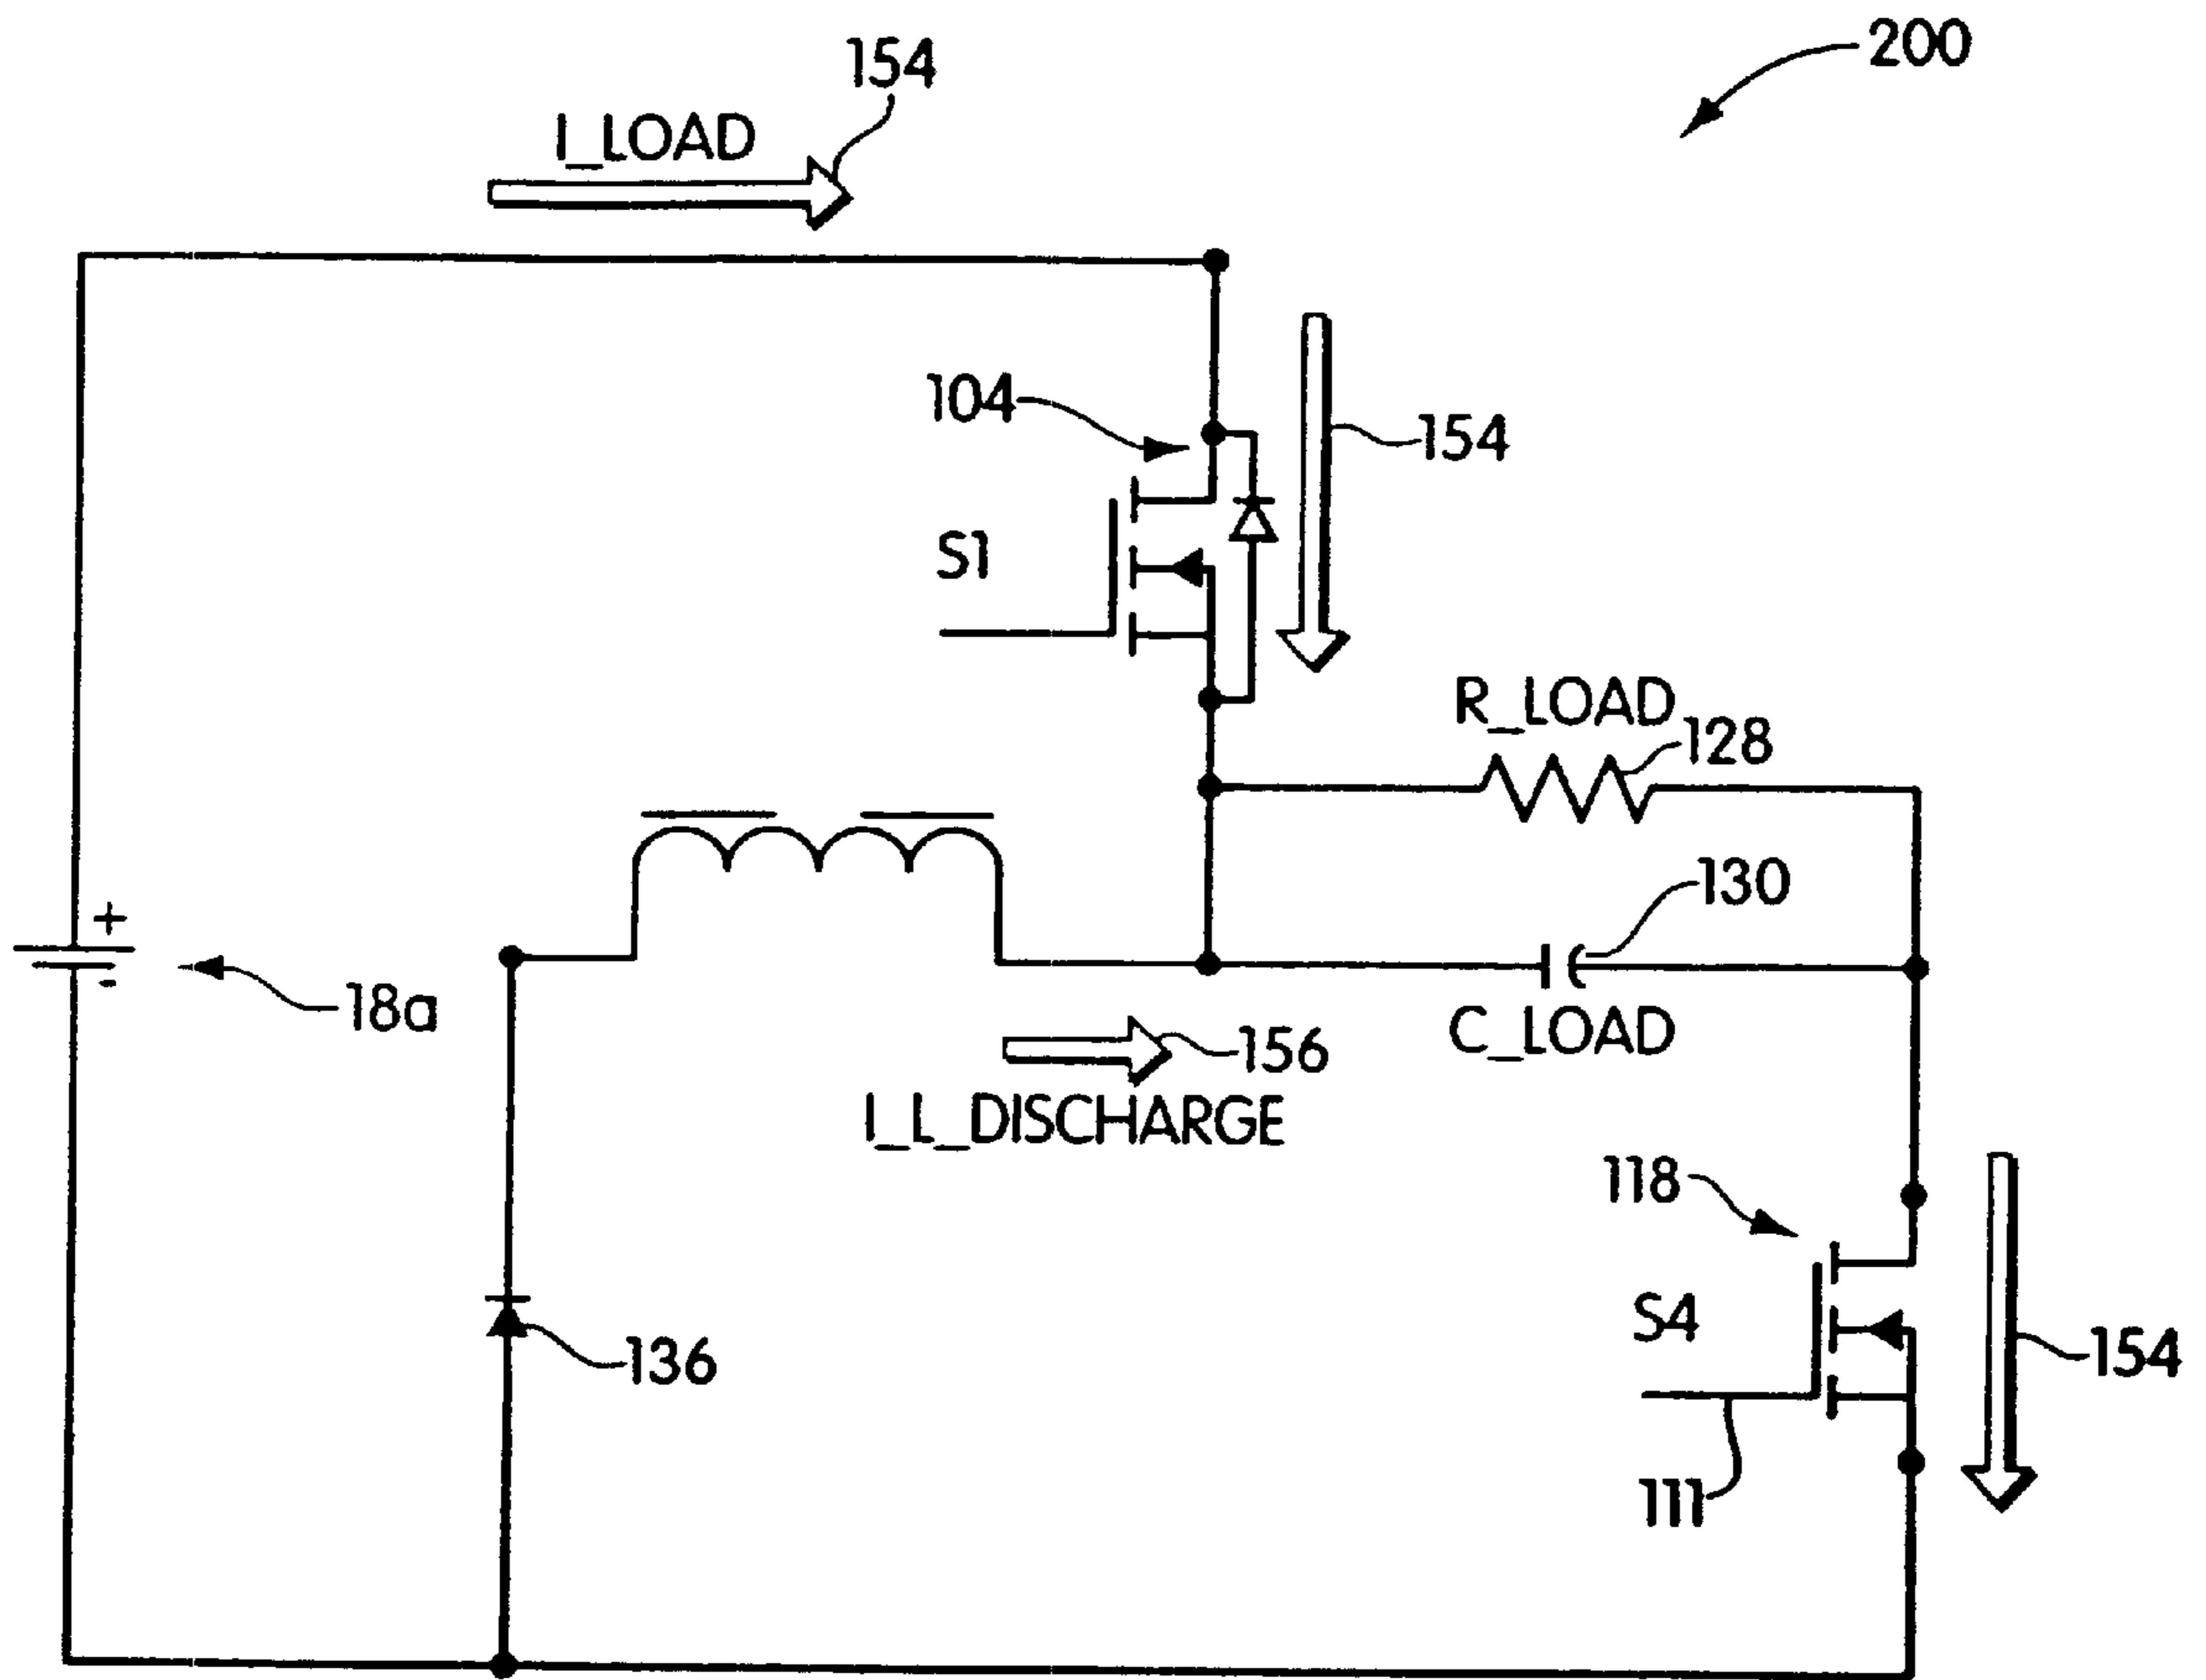 200
154
I_LOAD
104
154
S1
R_LOAD
128
130
+
-
18a
C_LOAD
156
I_L_DISCHARGE
118
S4
136
154
111